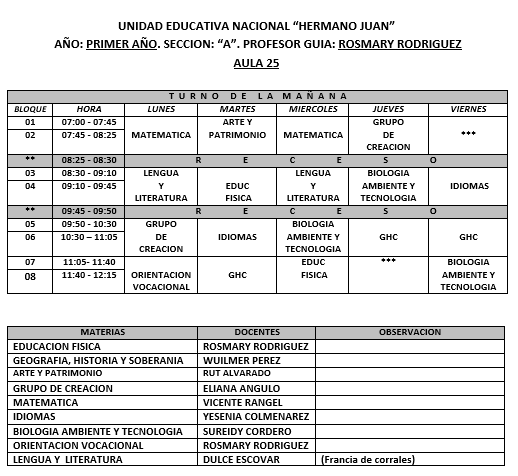 UNIDAD EDUCATIVA NACIONAL “HERMANO JUAN”
AÑO: PRIMER AÑO. SECCION: “A”. PROFESOR GUIA: ROSMARY RODRIGUEZ
AULA 25
TURNO DE LA MAÑANA
BLOQUE HORA LUNES MARTES MIERCOLES JUEVES VIERNES
01 07:00 - 07:45 ARTE Y GRUPO
02 07:45 - 08:25 MATEMATICA PATRIMONIO MATEMATICA DE ***
CREACION
** 08:25 - 08:30 R E C E S O
03 08:30 - 09:10 LENGUA LENGUA BIOLOGIA
04 09:10 - 09:45 Y EDUC Y AMBIENTE Y IDIOMAS
LITERATURA FISICA LITERATURA TECNOLOGIA
** 09:45 - 09:50 R E C E S O
05 09:50 - 10:30 GRUPO BIOLOGIA
06 10:30 – 11:05 DE IDIOMAS AMBIENTE Y GHC GHC
CREACION TECNOLOGIA
07 11:05- 11:40 EDUC *** BIOLOGIA
08 11:40 - 12:15 ORIENTACION GHC FISICA AMBIENTE Y
VOCACIONAL TECNOLOGIA
MATERIAS DOCENTES OBSERVACION
EDUCACION FISICA ROSMARY RODRIGUEZ
GEOGRAFIA, HISTORIA Y SOBERANIA WUILMER PEREZ
ARTE Y PATRIMONIO RUT ALVARADO
GRUPO DE CREACION ELIANA ANGULO
MATEMATICA VICENTE RANGEL
IDIOMAS YESENIA COLMENAREZ
BIOLOGIA AMBIENTE Y TECNOLOGIA SUREIDY CORDERO
ORIENTACION VOCACIONAL ROSMARY RODRIGUEZ
LENGUA Y LITERATURA DULCE ESCOVAR (Francia de corrales)